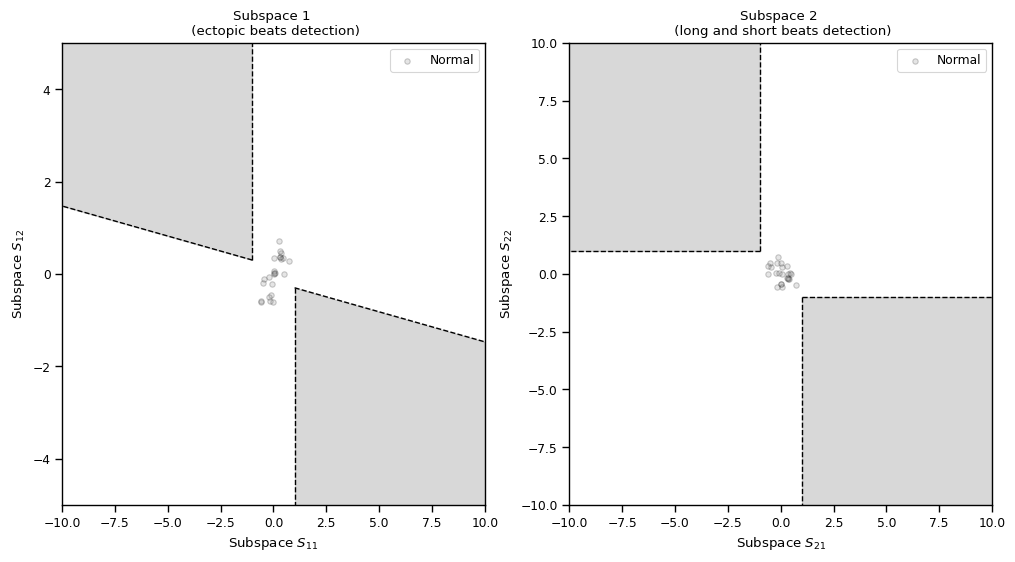 Subspace 1
(ectopic beats detection)
Normal
4
2
0
−2
−4
Subspace S12
−10.0 −7.5 −5.0 −2.5 0.0 2.5 5.0 7.5 10.0
Subspace S11
Subspace 2
(long and short beats detection)
Normal
10.0
7.5
5.0
2.5
0.0
−2.5
−5.0
−7.5
−10.0
Subspace S22
−10.0 −7.5 −5.0 −2.5 0.0 2.5 5.0 7.5 10.0
Subspace S21